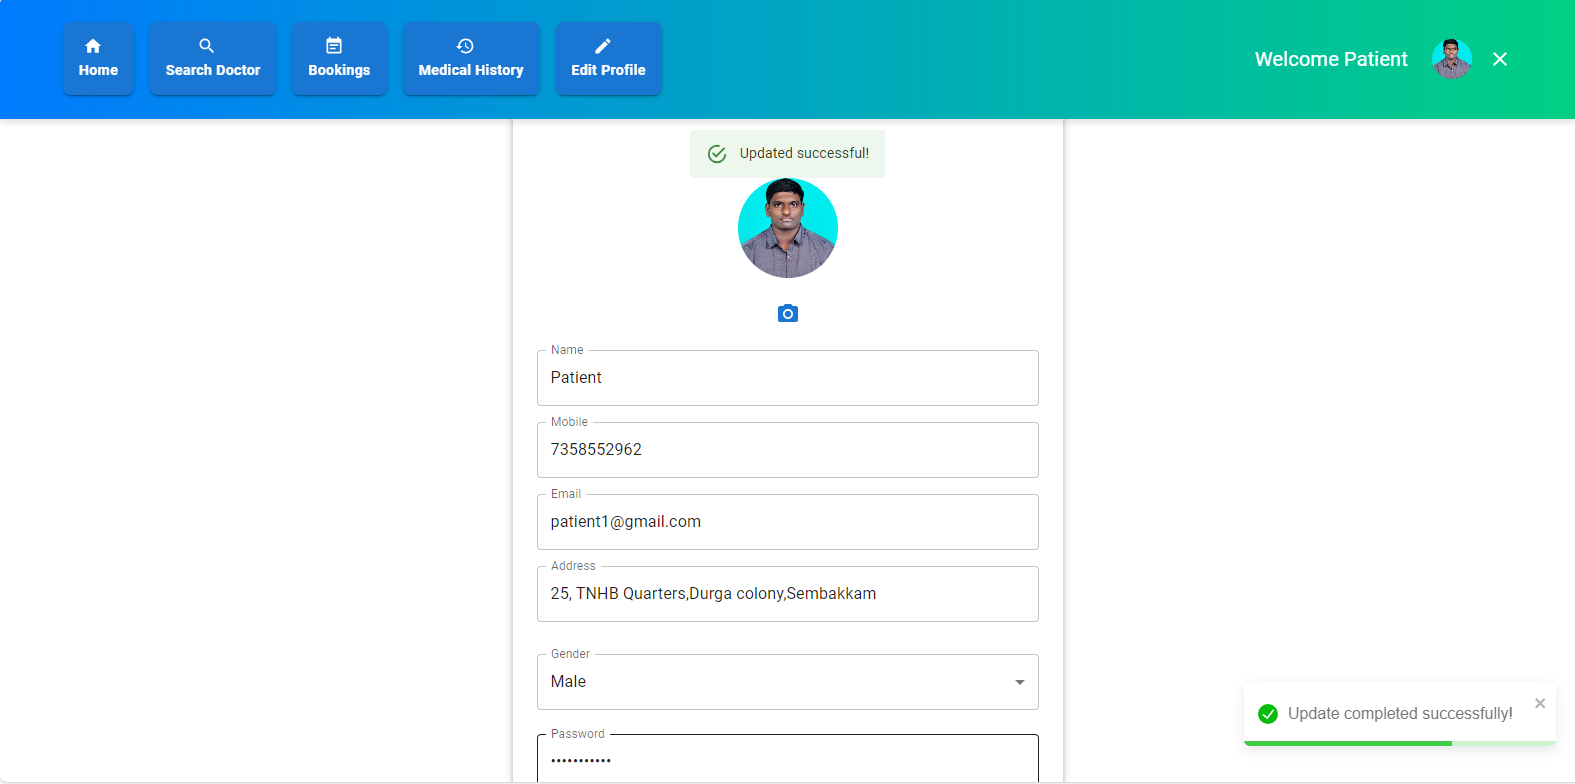 Home
Search Doctor
Bookings
Medical History
Edit Profile
Welcome Patient
Updated successful!
Name
Patient
Mobile
7358552962
Email
patient1@gmail.com
Address
25, TNHB Quarters,Durga colony,Sembakkam
Gender
Male
Password
•••••••••••
Update completed successfully!